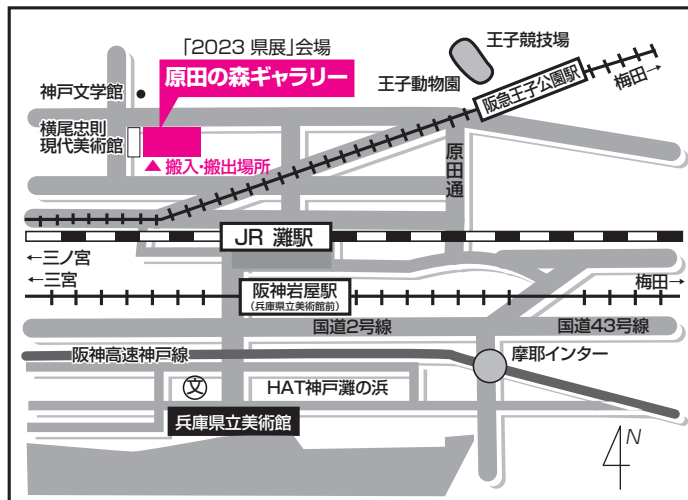 「2023 県展」会場
原田の森ギャラリー
王子競技場
王子動物園
阪急王子公園駅
梅田→
神戸文学館
横尾忠則
現代美術館
▲搬入・搬出場所
原田通
JR 灘駅
←三ノ宮
←三宮
阪神岩屋駅
(兵庫県立美術館前)
梅田→
国道2号線
国道43号線
阪神高速神戸線
摩耶インター
文
HAT神戸灘の浜
兵庫県立美術館
N